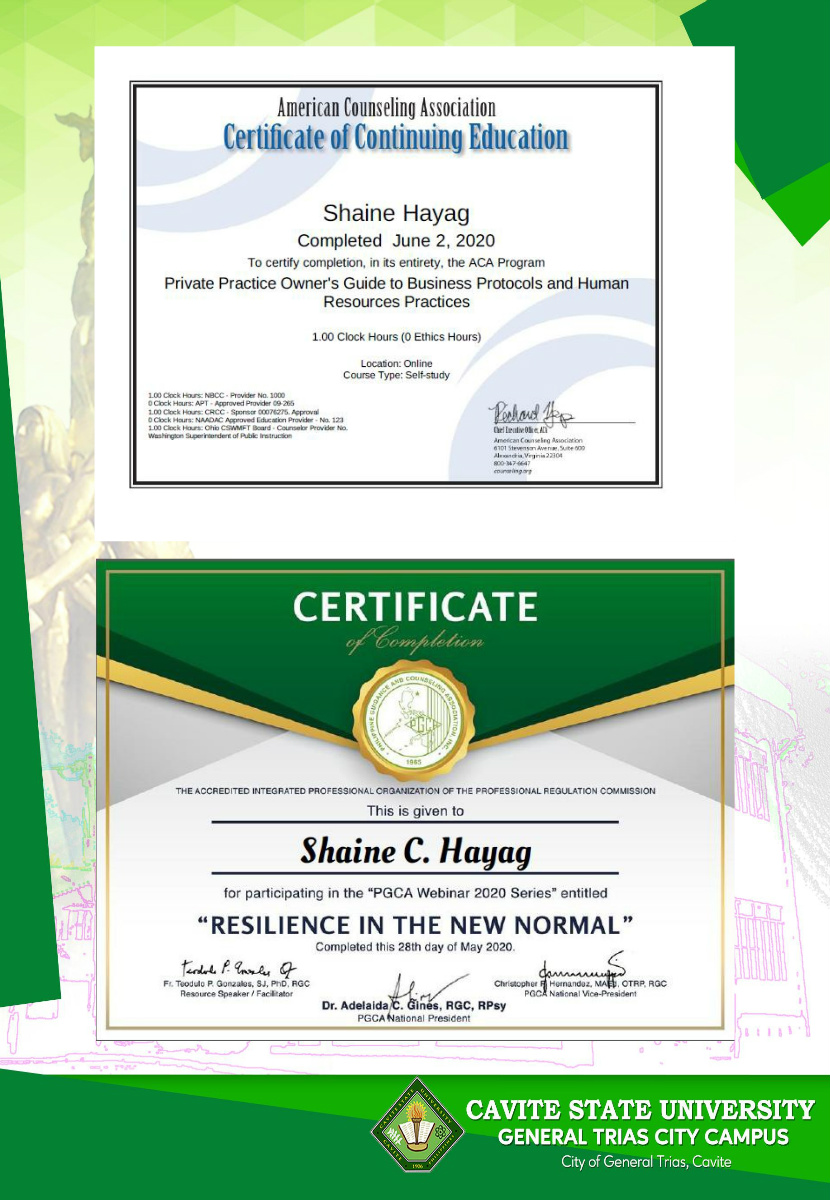 American Counseling Association
Certificate of Continuing Education
Shaine Hayag
Completed June 2, 2020
To certify completion, in its entirety, the ACA Program
Private Practice Owner's Guide to Business Protocols and Human
Resources Practices
1.00 Clock Hours (0 Ethics Hours)
Location: Online
Course Type: Self-study
1.00 Clock Hours: NBCC - Provider No. 1000
0 Clock Hours: APT - Approved Provider 09-265
1.00 Clock Hours: CRCC - Sponsor 00076275. Approval
0 Clock Hours: NAADAC Approved Education Provider - No. 123
1.00 Clock Hours: Ohio CSWMFT Board - Counselor Provider No.
Washington Superintendent of Public Instruction
Chief Executive Officer, ACA
American Counseling Association
6101 Stevenson Avenue, Suite 600
Alexandria, Virginia 22304
800-347-6647
counseling.org
CERTIFICATE
of Completion
PHILIPPINE GUIDANCE AND COUNSELING ASSOCIATION, INC.
PGCA
1965
THE ACCREDITED INTEGRATED PROFESSIONAL ORGANIZATION OF THE PROFESSIONAL REGULATION COMMISSION
This is given to
Shaine C. Hayag
for participating in the “PGCA Webinar 2020 Series” entitled
“RESILIENCE IN THE NEW NORMAL”
Completed this 28th day of May 2020.
Fr. Teodulo P. Gonzales, SJ, PhD, RGC
Resource Speaker / Facilitator
Christopher F. Hernandez, MAEd, OTRP, RGC
PGCA National Vice-President
Dr. Adelaida C. Gines, RGC, RPsy
PGCA National President
CAVITE STATE UNIVERSITY
GENERAL TRIAS CITY CAMPUS
City of General Trias, Cavite
1906